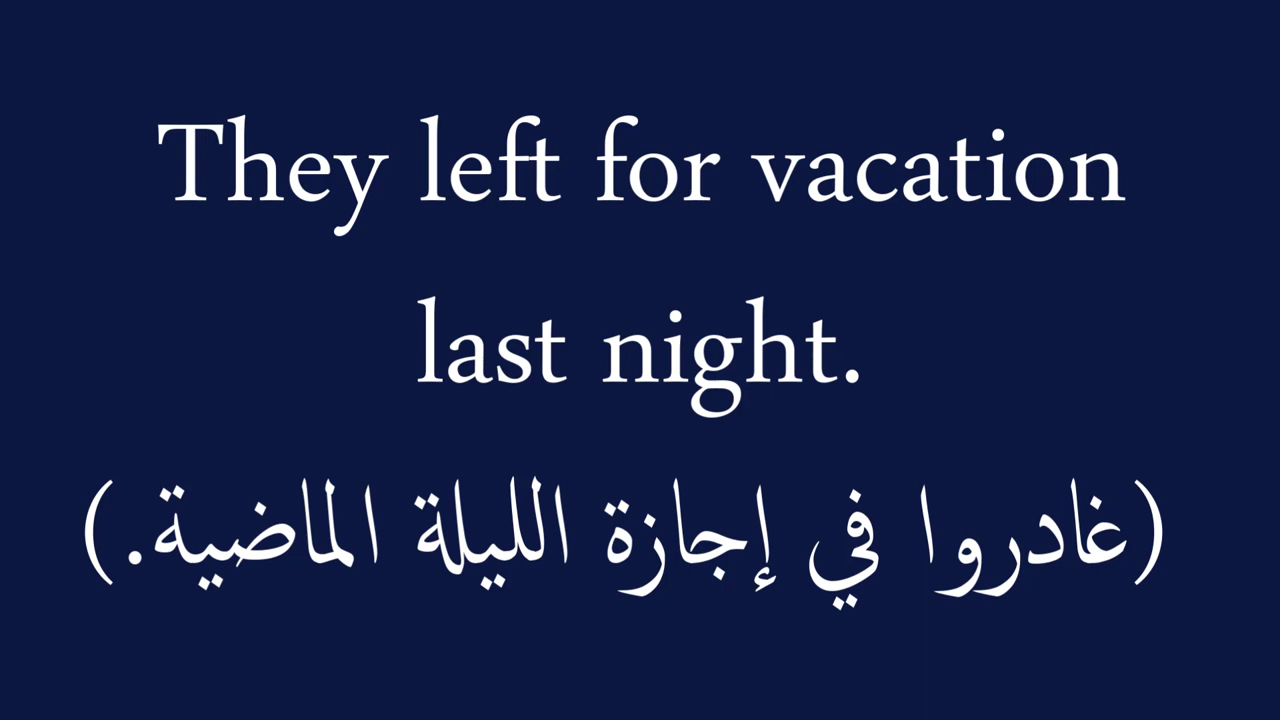 They left for vacation
last night.
(غادروا في إجازة الليلة الماضية.)